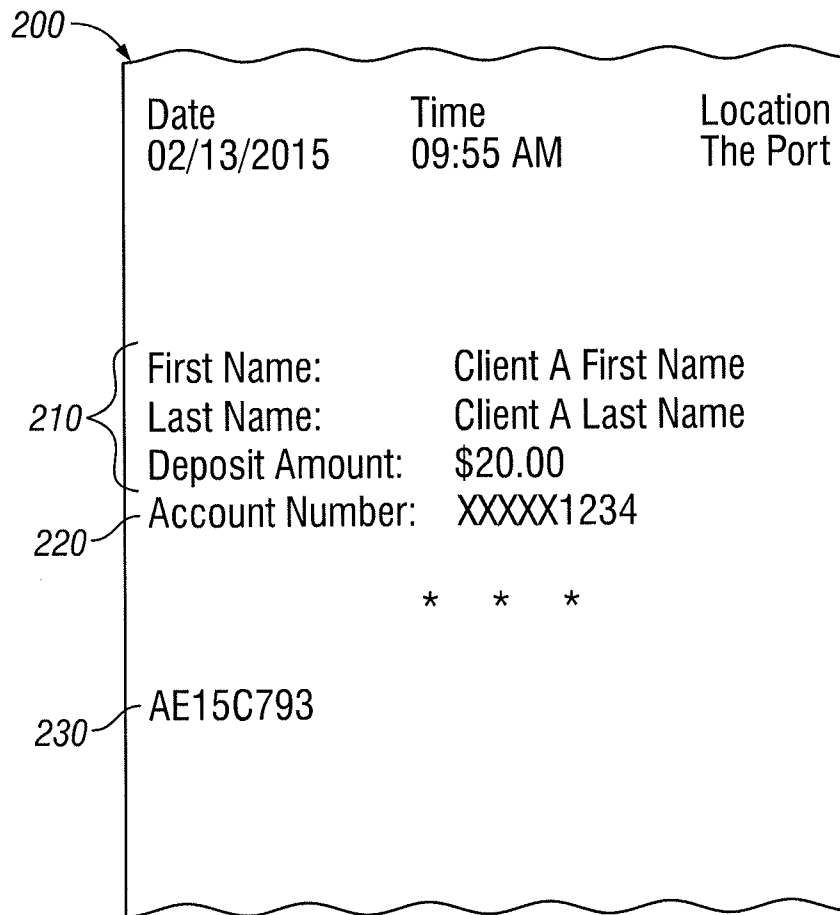 200
Date Time Location
02/13/2015 09:55 AM The Port
First Name: Client A First Name
210 Last Name: Client A Last Name
Deposit Amount: $20.00
220 Account Number: XXXXX1234
* * *
230 AE15C793